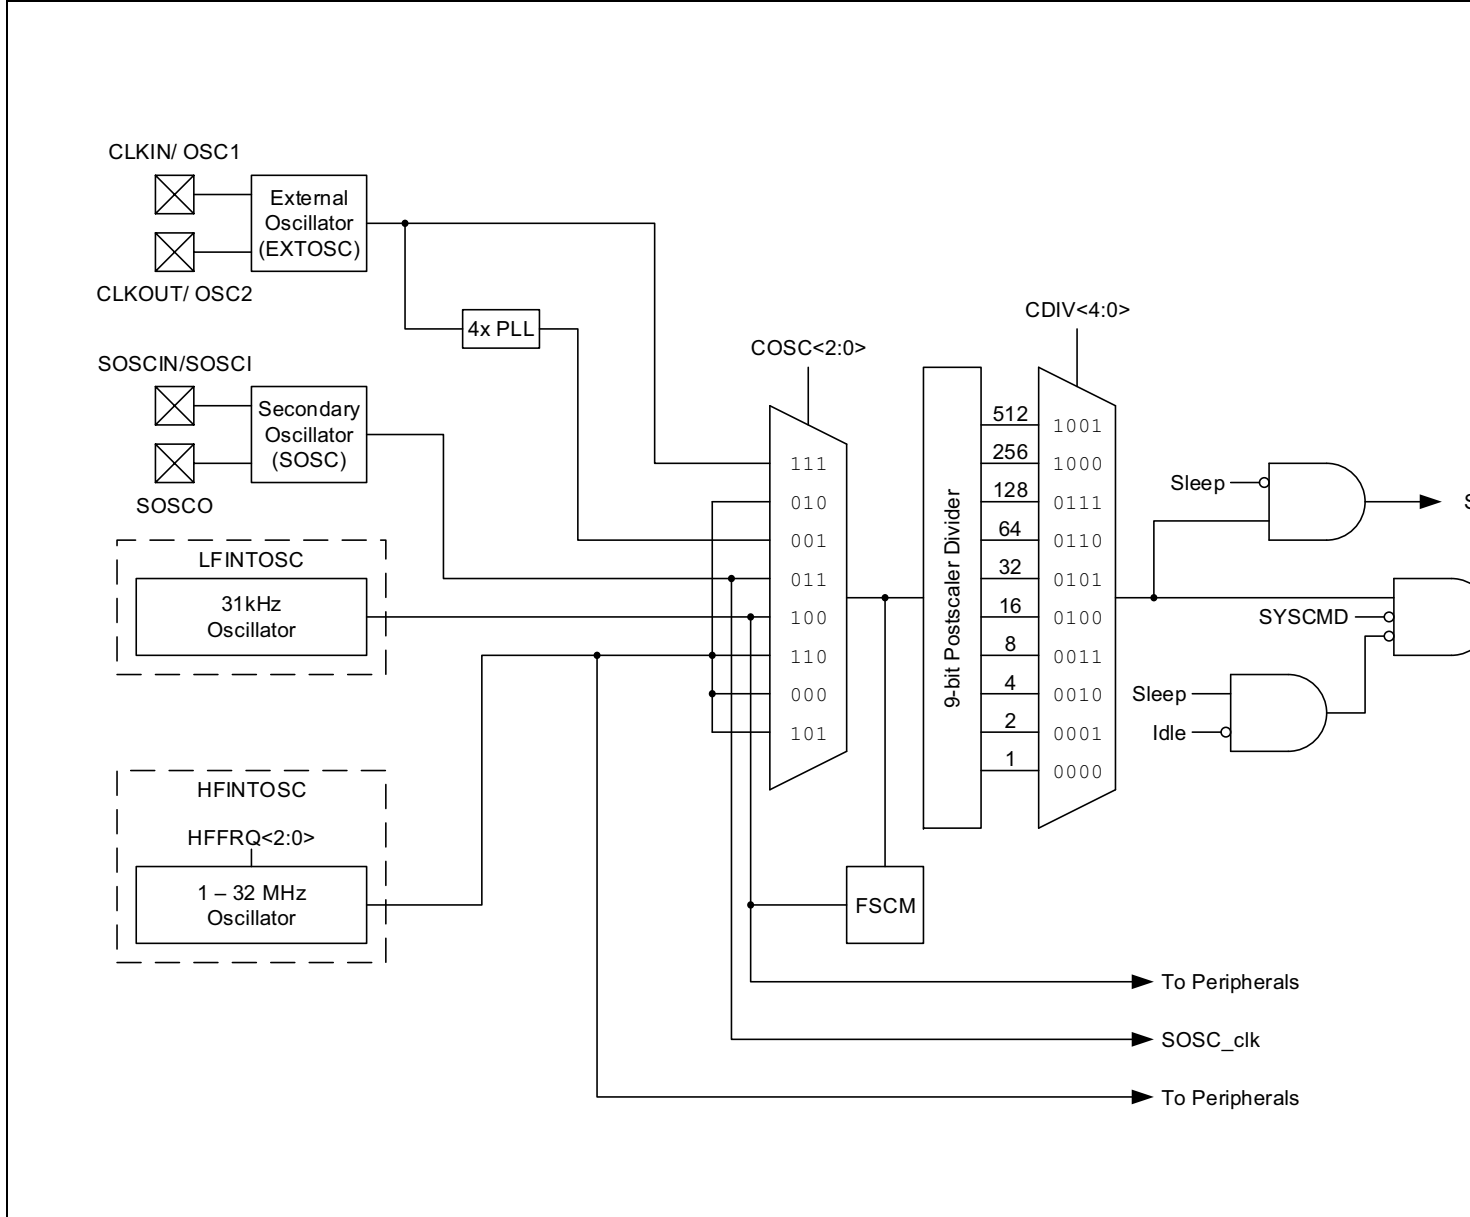 CLKIN/ OSC1
External
Oscillator
(EXTOSC)
CLKOUT/ OSC2
4x PLL
SOSCIN/SOSCI
Secondary
Oscillator
(SOSC)
SOSCO
LFINTOSC
31kHz
Oscillator
HFINTOSC
HFFRQ<2:0>
1 – 32 MHz
Oscillator
COSC<2:0>
111
010
001
011
100
110
000
101
FSCM
9-bit Postscaler Divider
CDIV<4:0>
512 1001
256 1000
128 0111
64 0110
32 0101
16 0100
8 0011
4 0010
2 0001
1 0000
Sleep
SYSCMD
Sleep
Idle
To Peripherals
SOSC_clk
To Peripherals